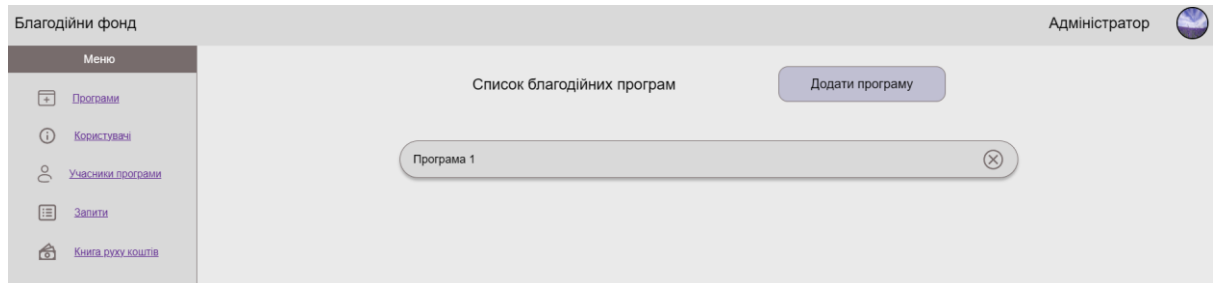 Благодійни фонд
Адміністратор
Меню
Програми
Користувачі
Учасники програми
Запити
Книга руху коштів
Список благодійних програм
Додати програму
Програма 1